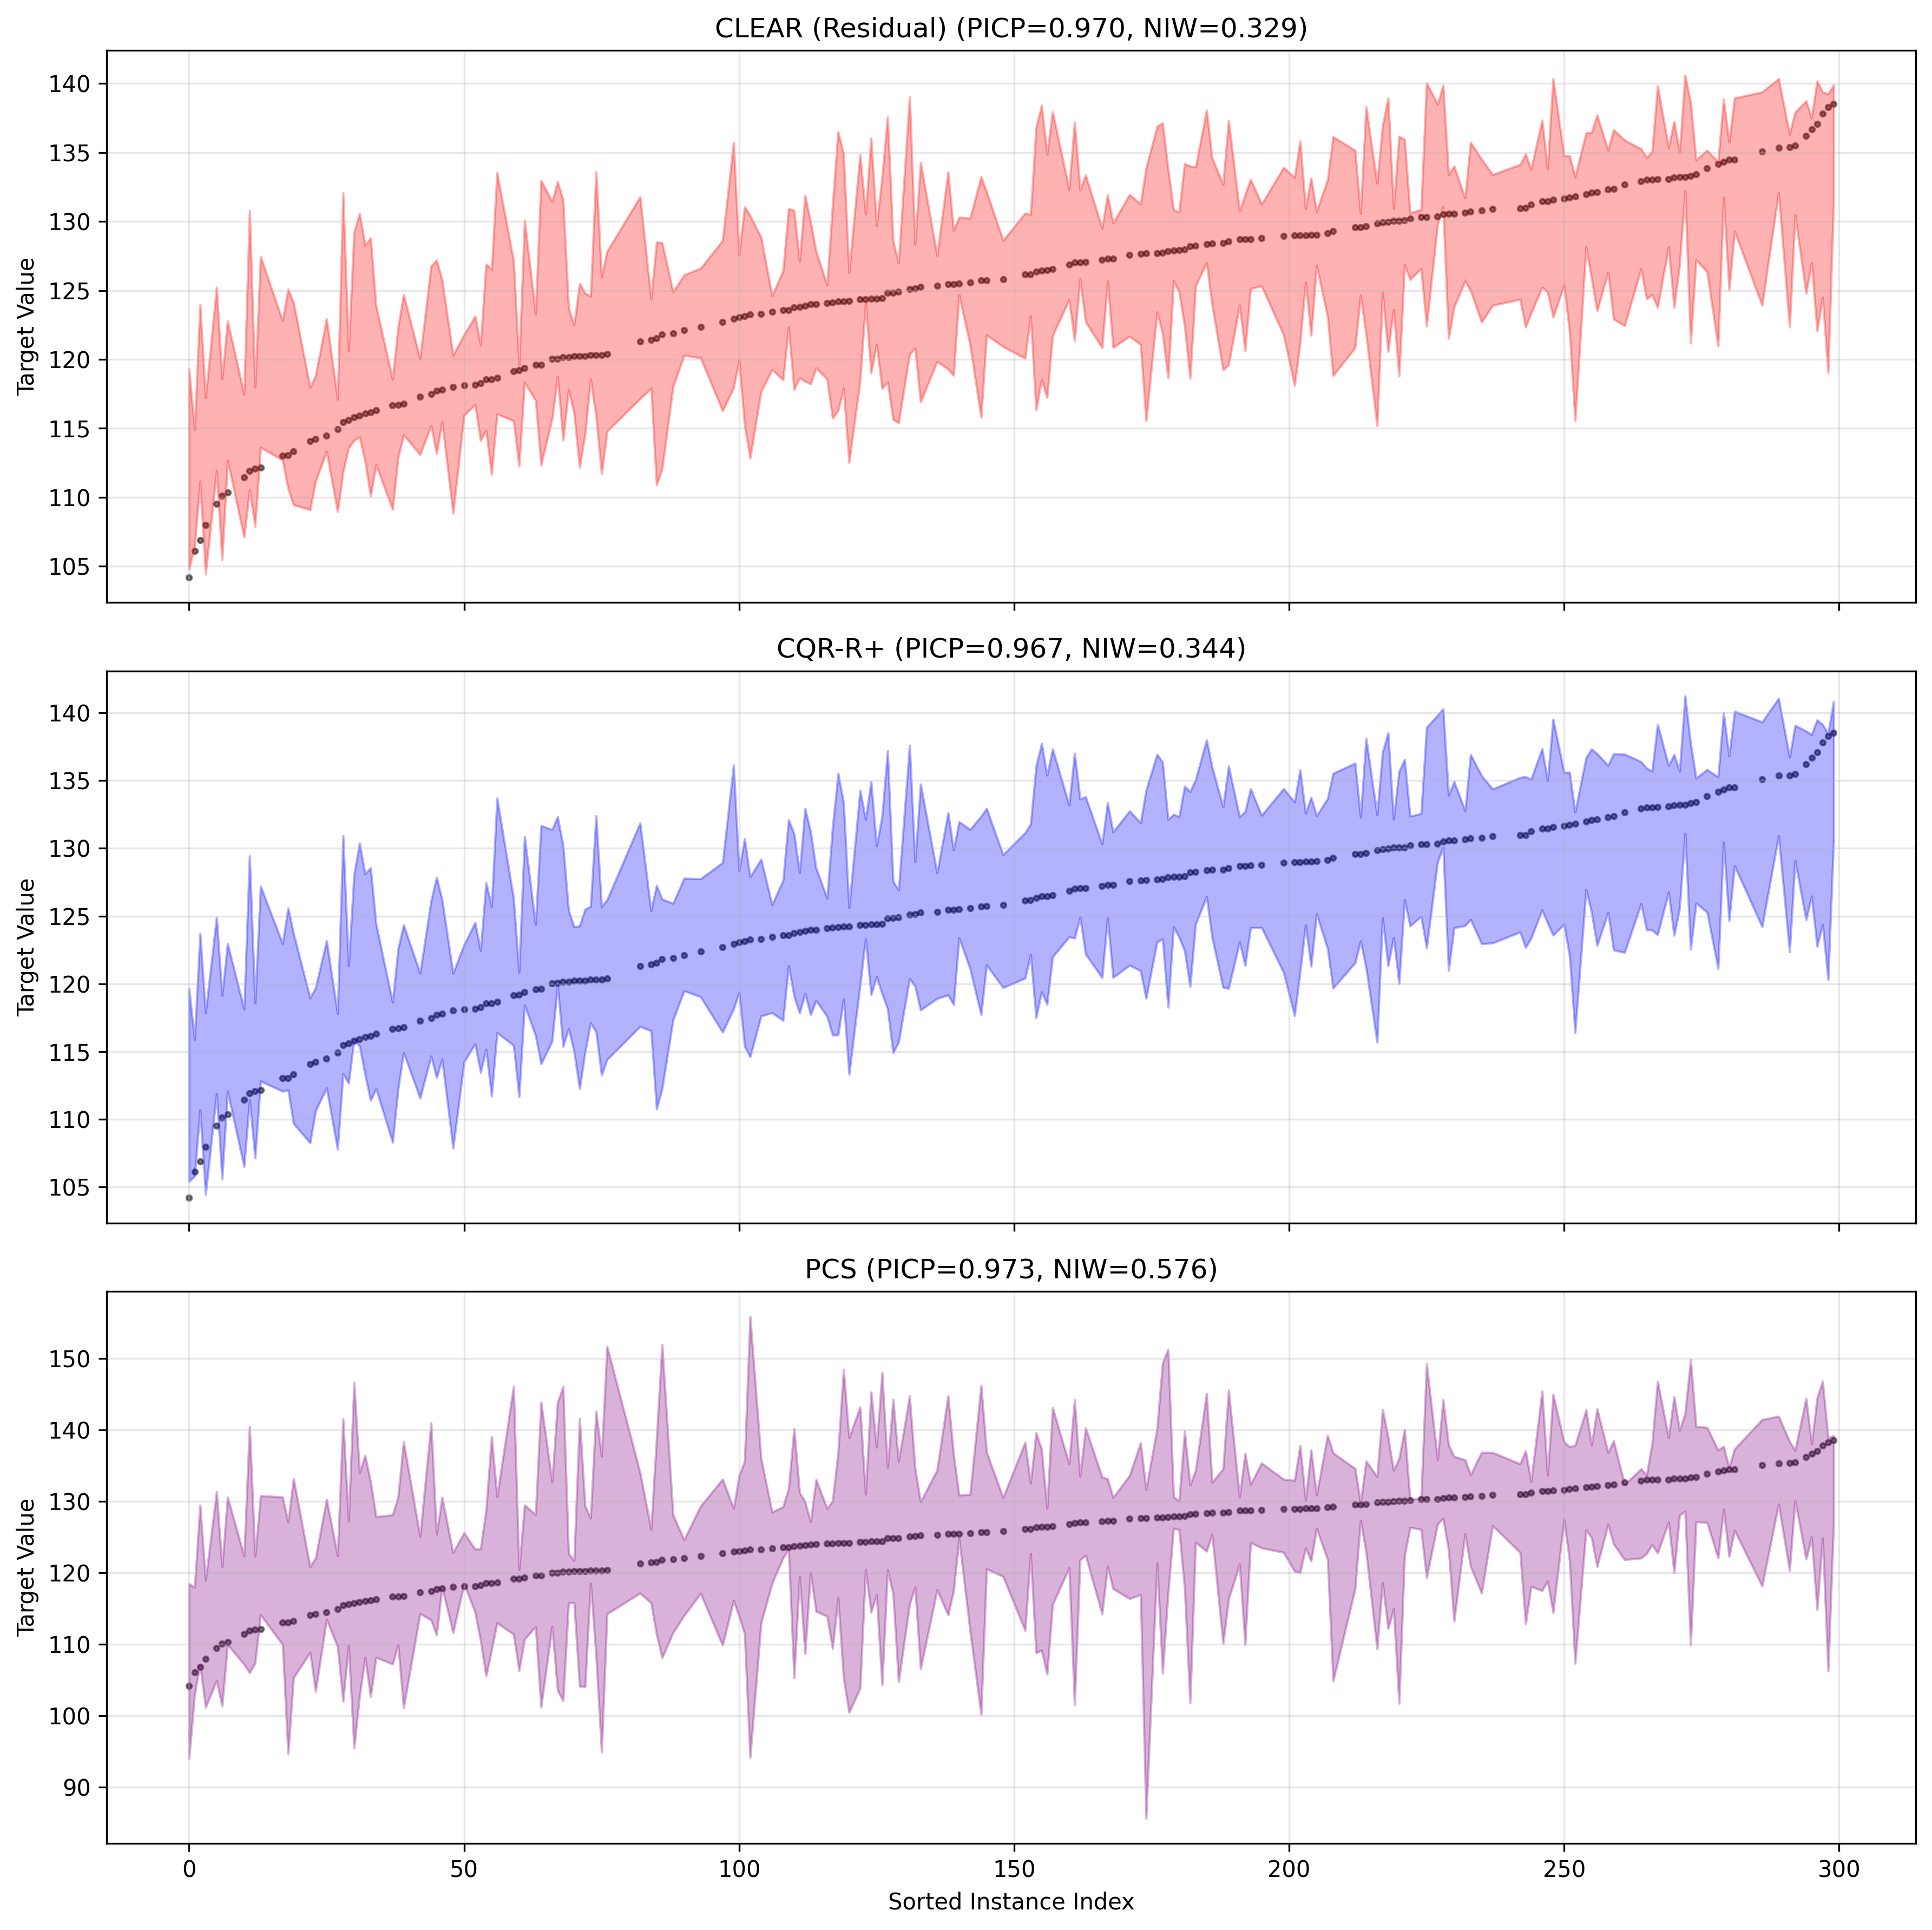 CLEAR (Residual) (PICP=0.970, NIW=0.329)
Target Value
140
135
130
125
120
115
110
105
CQR-R+ (PICP=0.967, NIW=0.344)
Target Value
140
135
130
125
120
115
110
105
PCS (PICP=0.973, NIW=0.576)
Target Value
150
140
130
120
110
100
90
0 50 100 150 200 250 300
Sorted Instance Index